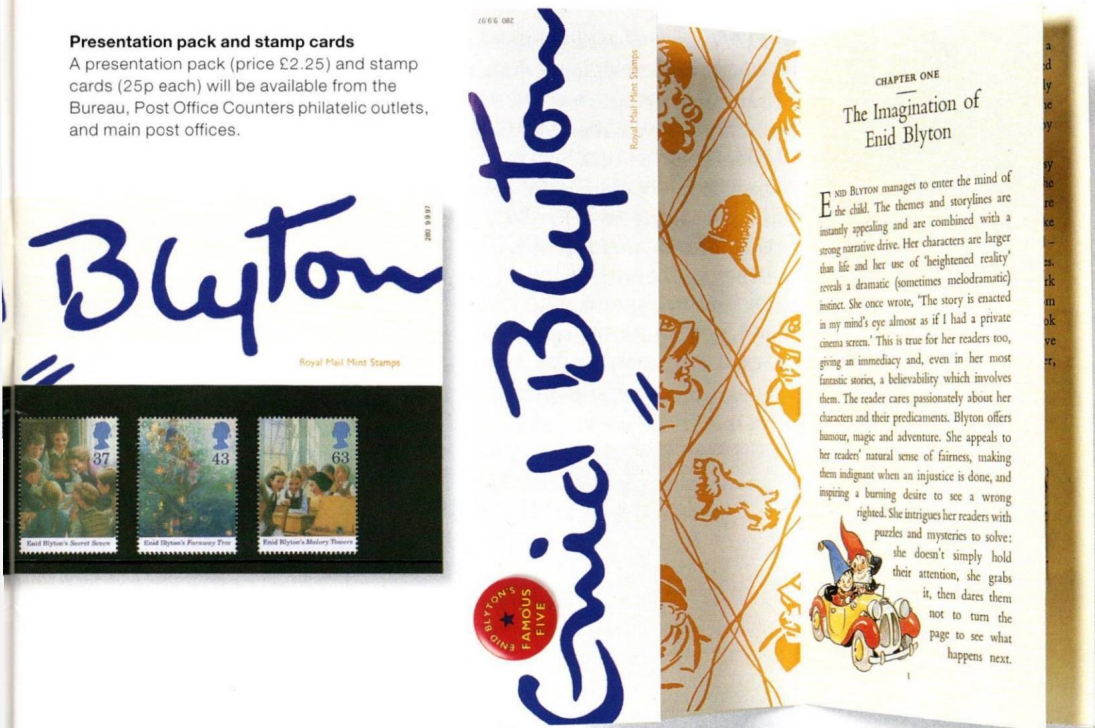 Presentation pack and stamp cards
A presentation pack (price £2.25) and stamp
cards (25p each) will be available from the
Bureau, Post Office Counters philatelic outlets,
and main post offices.
Blyton
280 9.9.97
Royal Mail Mint Stamps
37
Enid Blyton's Secret Seven
43
Enid Blyton's Faraway Tree
63
Enid Blyton's Malory Towers
280 9.9.97
Royal Mail Mint Stamps
Enid Blyton
ENID BLYTON'S
FAMOUS
FIVE
CHAPTER ONE
The Imagination of
Enid Blyton
ENID BLYTON manages to enter the mind of
the child. The themes and storylines are
instantly appealing and are combined with a
strong narrative drive. Her characters are larger
than life and her use of ‘heightened reality’
reveals a dramatic (sometimes melodramatic)
instinct. She once wrote, ‘The story is enacted
in my mind's eye almost as if I had a private
cinema screen.’ This is true for her readers too,
giving an immediacy and, even in her most
fantastic stories, a believability which involves
them. The reader cares passionately about her
characters and their predicaments. Blyton offers
humour, magic and adventure. She appeals to
her readers' natural sense of fairness, making
them indignant when an injustice is done, and
inspiring a burning desire to see a wrong
righted. She intrigues her readers with
puzzles and mysteries to solve:
she doesn't simply hold
their attention, she grabs
it, then dares them
not to turn the
page to see what
happens next.
1